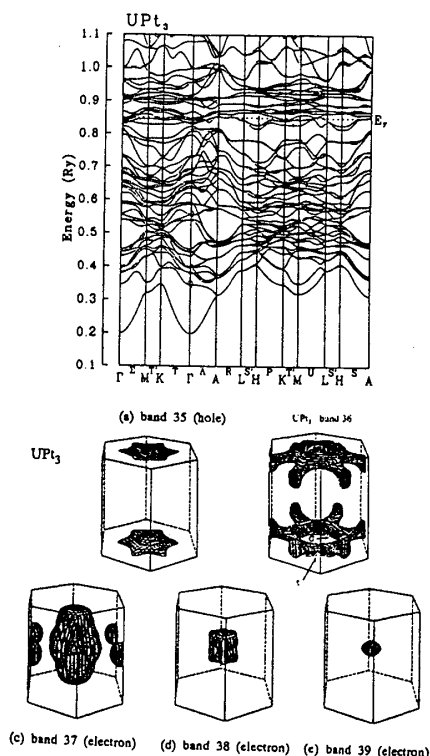 UPt₃
1.1
1.0
0.9
0.8
0.7
0.6
0.5
0.4
0.3
0.2
0.1
Energy (Ry)
E_F
Γ Σ M T' K T Γ Δ A R L S' H P K T' M U L S' H S A
(a) band 35 (hole)
UPt₃ band 36
UPt₃
(c) band 37 (electron)
(d) band 38 (electron)
(e) band 39 (electron)